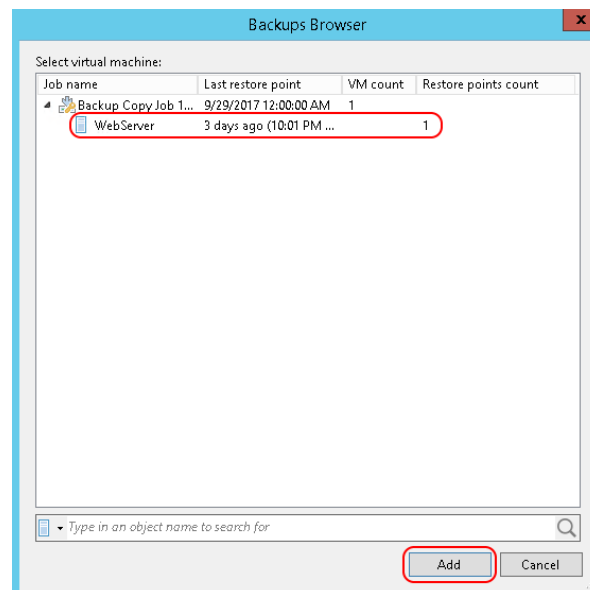 Backups Browser
x
Select virtual machine:
Job name Last restore point VM count Restore points count
Backup Copy Job 1... 9/29/2017 12:00:00 AM 1
WebServer 3 days ago (10:01 PM ... 1
Type in an object name to search for
Add Cancel